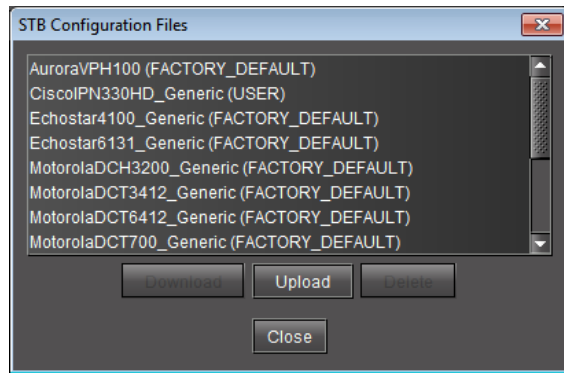 STB Configuration Files
AuroraVPH100 (FACTORY_DEFAULT)
CiscoIPN330HD_Generic (USER)
Echostar4100_Generic (FACTORY_DEFAULT)
Echostar6131_Generic (FACTORY_DEFAULT)
MotorolaDCH3200_Generic (FACTORY_DEFAULT)
MotorolaDCT3412_Generic (FACTORY_DEFAULT)
MotorolaDCT6412_Generic (FACTORY_DEFAULT)
MotorolaDCT700_Generic (FACTORY_DEFAULT)
Download Upload Delete
Close